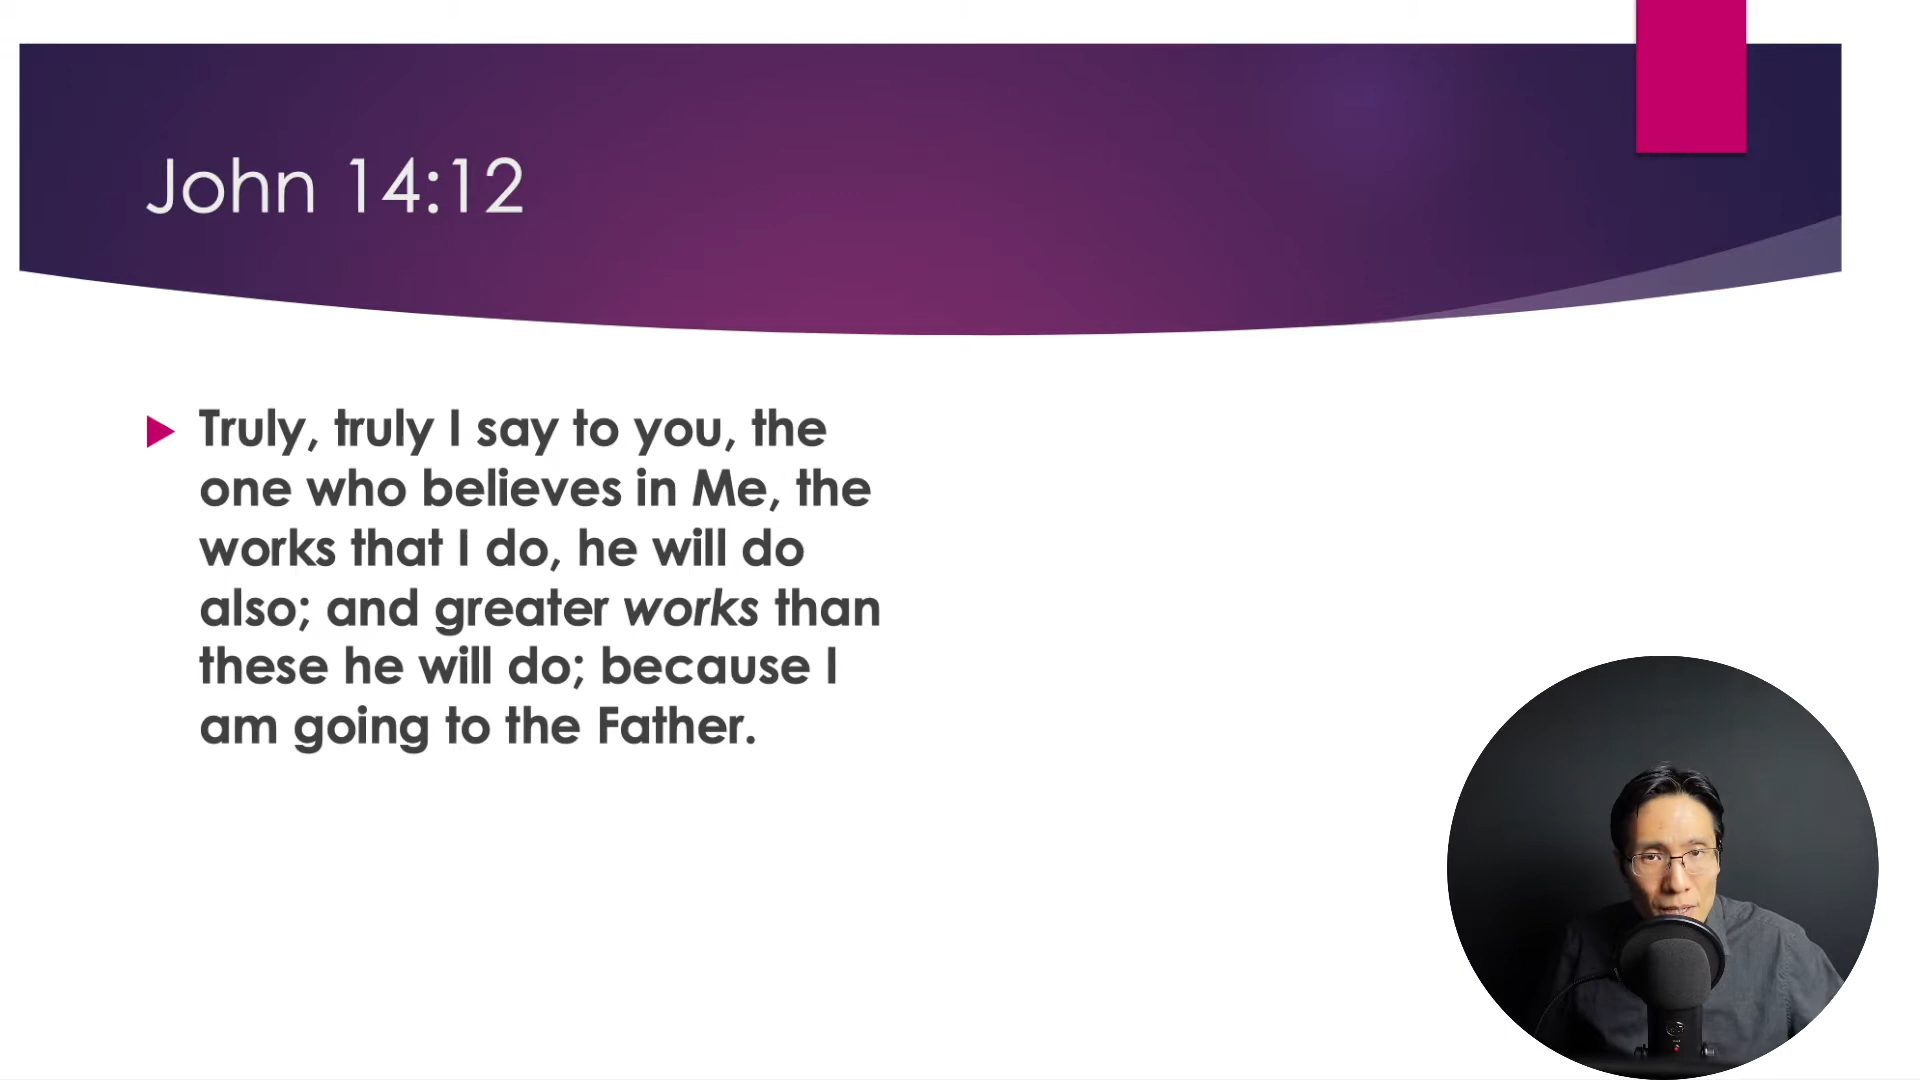 John 14:12
Truly, truly I say to you, the
one who believes in Me, the
works that I do, he will do
also; and greater works than
these he will do; because I
am going to the Father.